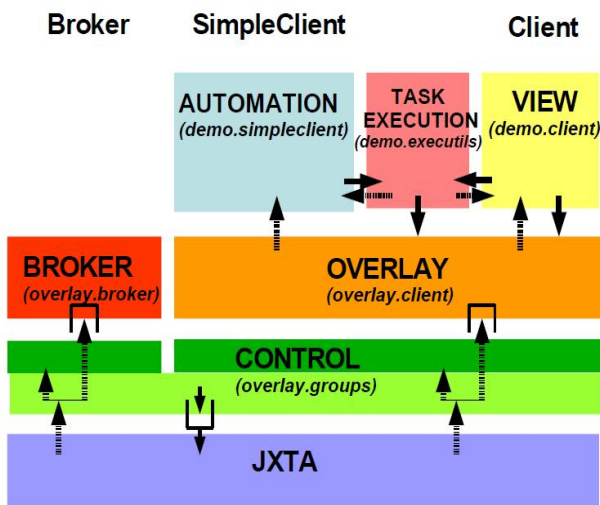 Broker
SimpleClient
Client
AUTOMATION
(demo.simpleclient)
TASK
EXECUTION
(demo.executils)
VIEW
(demo.client)
BROKER
(overlay.broker)
OVERLAY
(overlay.client)
CONTROL
(overlay.groups)
JXTA